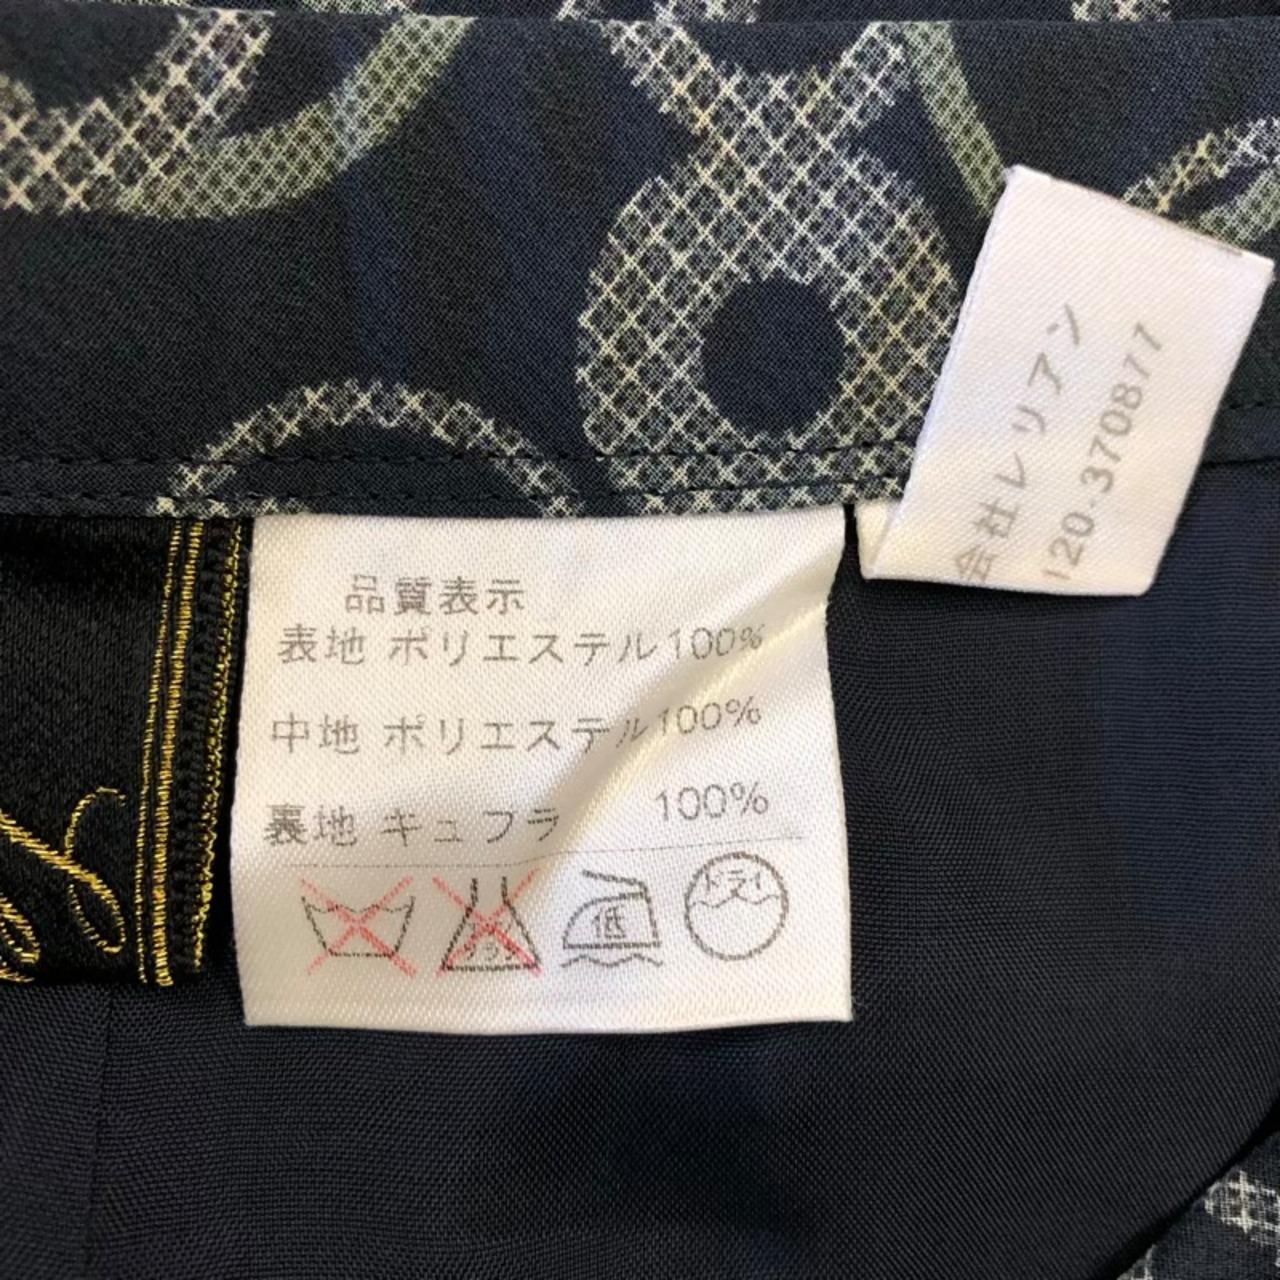 品質表示
表地 ポリエステル100%
中地 ポリエステル100%
裏地 キュプラ 100%
低
ドライ
会社レリアン
120-370877